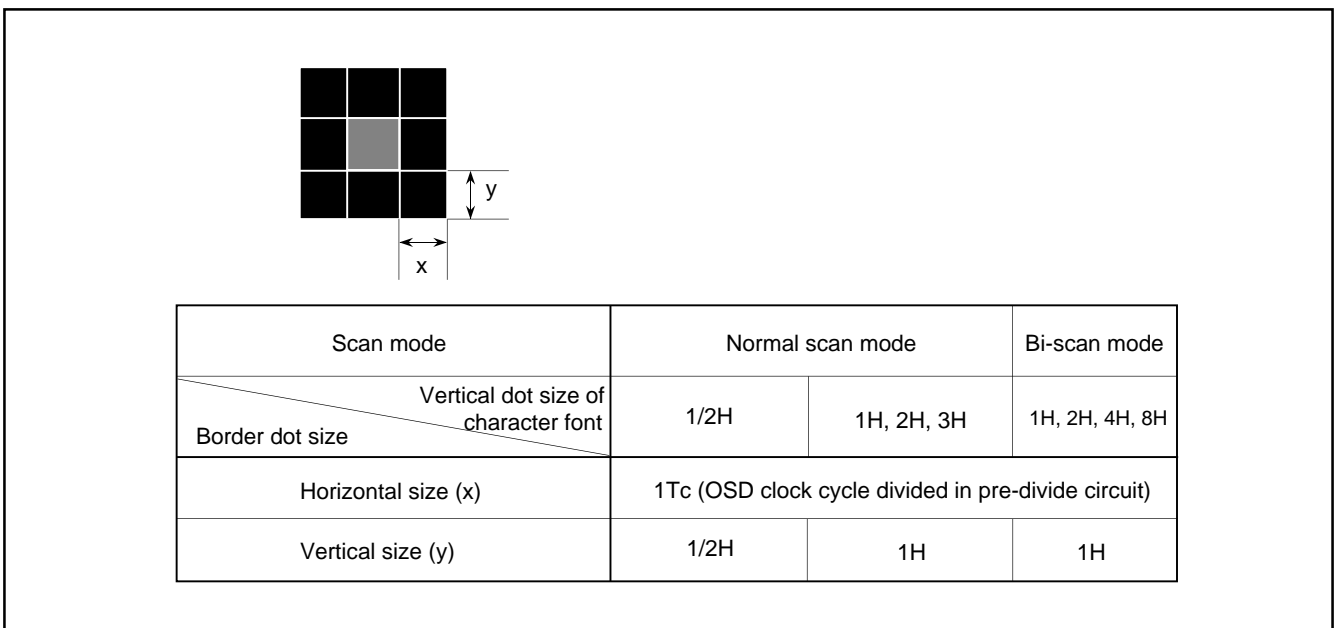 y
x
Scan mode
Normal scan mode
Bi-scan mode
Vertical dot size of
character font
Border dot size
1/2H
1H, 2H, 3H
1H, 2H, 4H, 8H
Horizontal size (x)
1Tc (OSD clock cycle divided in pre-divide circuit)
Vertical size (y)
1/2H
1H
1H